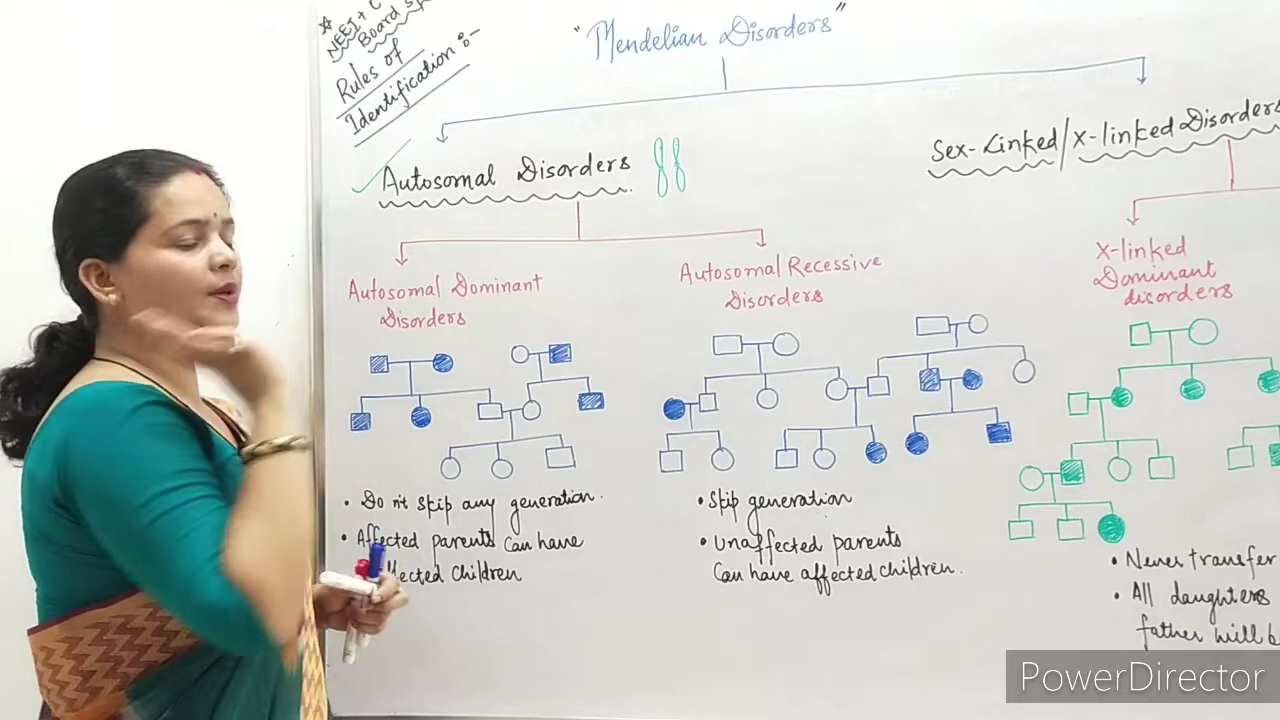 NEET + C
Board
Rules of
Identification :-
"Mendelian Disorders"
Autosomal Disorders
Sex-Linked/X-linked Disorders
Autosomal Dominant
Disorders
Autosomal Recessive
Disorders
X-linked
Dominant
disorders
• Do n't skip any generation.
• Affected parents can have
ffected children
• Skip generation
• Unaffected parents
can have affected children.
• Never transfer
• All daughters
father will b
PowerDirector